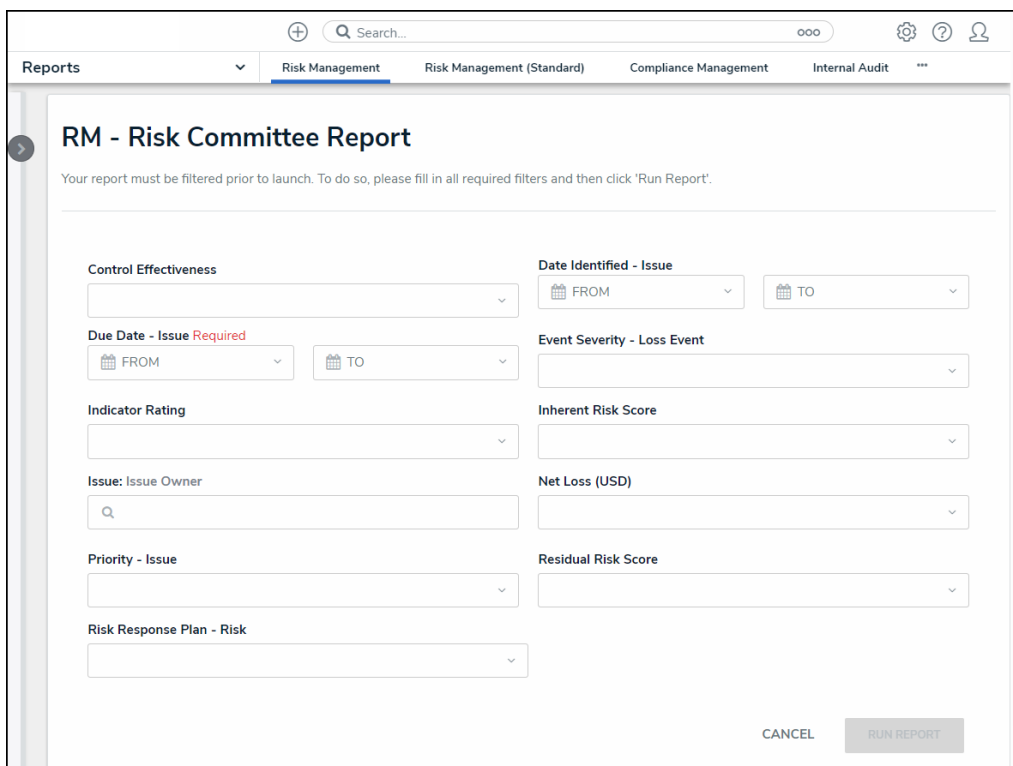 Search...
Reports
Risk Management
Risk Management (Standard)
Compliance Management
Internal Audit
RM - Risk Committee Report
Your report must be filtered prior to launch. To do so, please fill in all required filters and then click 'Run Report'.
Control Effectiveness
Date Identified - Issue
FROM
TO
Due Date - Issue Required
FROM
TO
Event Severity - Loss Event
Indicator Rating
Inherent Risk Score
Issue: Issue Owner
Net Loss (USD)
Priority - Issue
Residual Risk Score
Risk Response Plan - Risk
CANCEL
RUN REPORT